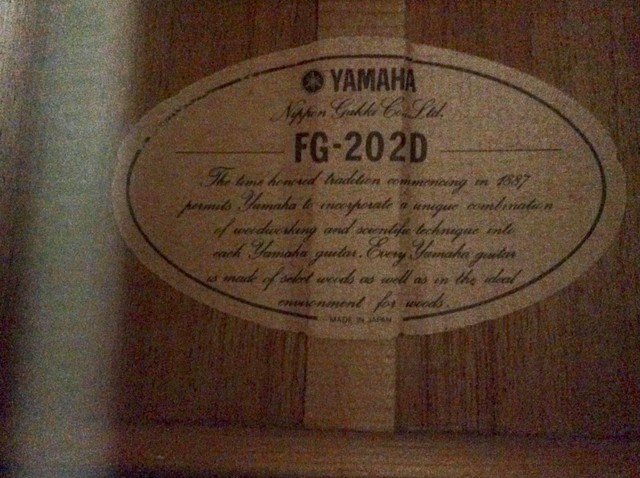 YAMAHA
Nippon Gakki Co. Ltd.
FG-202D
The time honored tradition commencing in 1887
permits Yamaha to incorporate a unique combination
of woodworking and scientific technique into
each Yamaha guitar. Every Yamaha guitar
is made of select woods as well as in the ideal
environment for woods.
MADE IN JAPAN